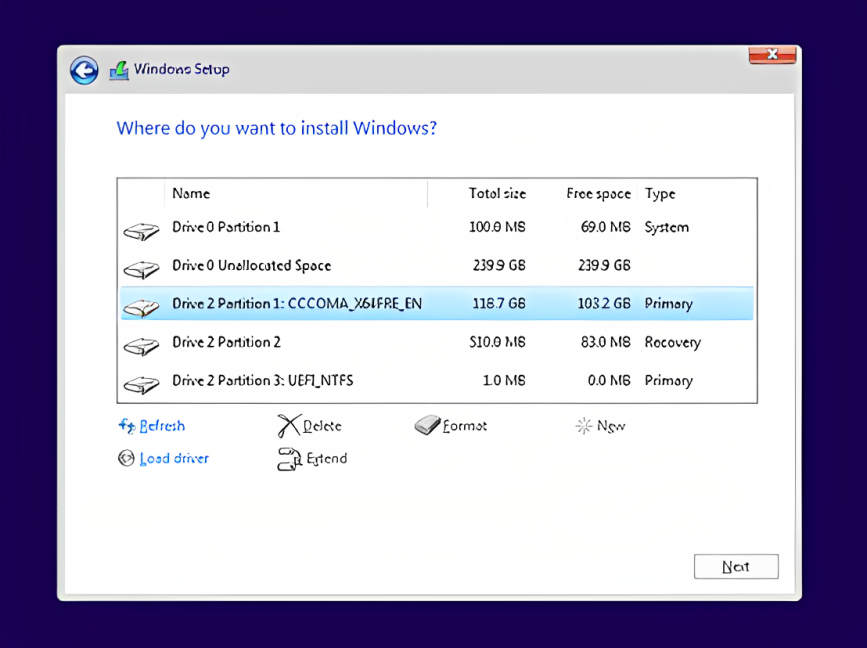 Windows Setup
Where do you want to install Windows?
Name Total size Free space Type
Drive 0 Partition 1 100.0 MB 69.0 MB System
Drive 0 Unallocated Space 239.9 GB 239.9 GB
Drive 2 Partition 1: CCCOMA_X64FRE_EN 118.7 GB 103.2 GB Primary
Drive 2 Partition 2 510.0 MB 83.0 MB Recovery
Drive 2 Partition 3: UEFI_NTFS 1.0 MB 0.0 MB Primary
Refresh Delete Format New
Load driver Extend
Next